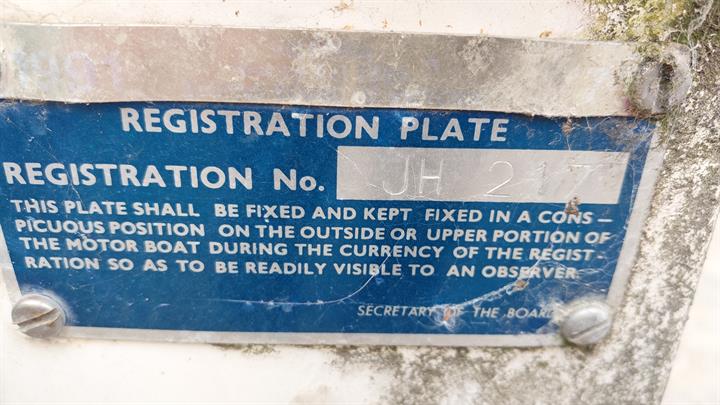 1991
REGISTRATION PLATE
REGISTRATION No. JH 217
THIS PLATE SHALL BE FIXED AND KEPT FIXED IN A CONS-
PICUOUS POSITION ON THE OUTSIDE OR UPPER PORTION OF
THE MOTOR BOAT DURING THE CURRENCY OF THE REGIST-
RATION SO AS TO BE READILY VISIBLE TO AN OBSERVER.
SECRETARY OF THE BOARD